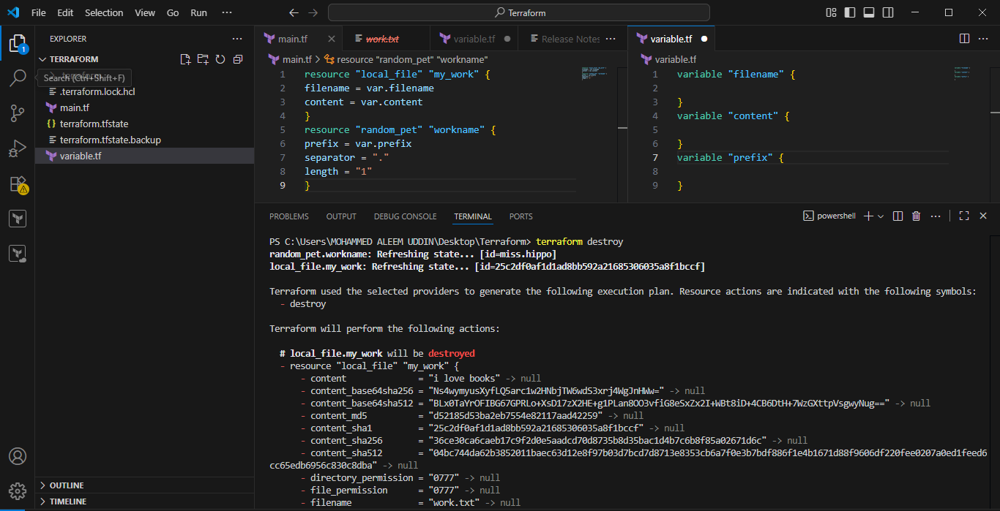 File Edit Selection View Go Run ··· Terraform
EXPLORER ···
TERRAFORM
Search (Ctrl+Shift+F)
.terraform.lock.hcl
main.tf
{} terraform.tfstate
terraform.tfstate.backup
variable.tf
OUTLINE
TIMELINE
1
main.tf
work.txt
variable.tf
Release Notes ···
main.tf > resource "random_pet" "workname"
1 resource "local_file" "my_work" {
2 filename = var.filename
3 content = var.content
4 }
5 resource "random_pet" "workname" {
6 prefix = var.prefix
7 separator = "."
8 length = "1"
9 }
variable.tf
···
variable.tf
1 variable "filename" {
2
3 }
4 variable "content" {
5
6 }
7 variable "prefix" {
8
9 }
PROBLEMS OUTPUT DEBUG CONSOLE TERMINAL PORTS
powershell
···
PS C:\Users\MOHAMMED ALEEM UDDIN\Desktop\Terraform> terraform destroy
random_pet.workname: Refreshing state... [id=miss.hippo]
local_file.my_work: Refreshing state... [id=25c2df0af1d1ad8bb592a21685306035a8f1bccf]
Terraform used the selected providers to generate the following execution plan. Resource actions are indicated with the following symbols:
- destroy
Terraform will perform the following actions:
# local_file.my_work will be destroyed
- resource "local_file" "my_work" {
- content = "i love books" -> null
- content_base64sha256 = "Ns4wymyusXyfLQ5arc1w2HNbjTW6wdS3xrj4WgJnHWw=" -> null
- content_base64sha512 = "BLx0TaYrOFIBG67GPRLo+XsD17zX2HE+g1PLan8OO3vfiG8eSxZx2I+WBt8iD+4CB6DtH+7WzGXttpVsgwyNug==" -> null
- content_md5 = "d52185d53ba2eb7554e82117aad42259" -> null
- content_sha1 = "25c2df0af1d1ad8bb592a21685306035a8f1bccf" -> null
- content_sha256 = "36ce30ca6caeb17c9f2d0e5aadcd70d8735b8d35bac1d4b7c6b8f85a02671d6c" -> null
- content_sha512 = "04bc744da62b3852011baec63d12e8f97b03d7bcd7d8713e8353cb6a7f0e3b7bdf886f1e4b1671d88f9606df220fee0207a0ed1feed6
cc65edb6956c830c8dba" -> null
- directory_permission = "0777" -> null
- file_permission = "0777" -> null
- filename = "work.txt" -> null